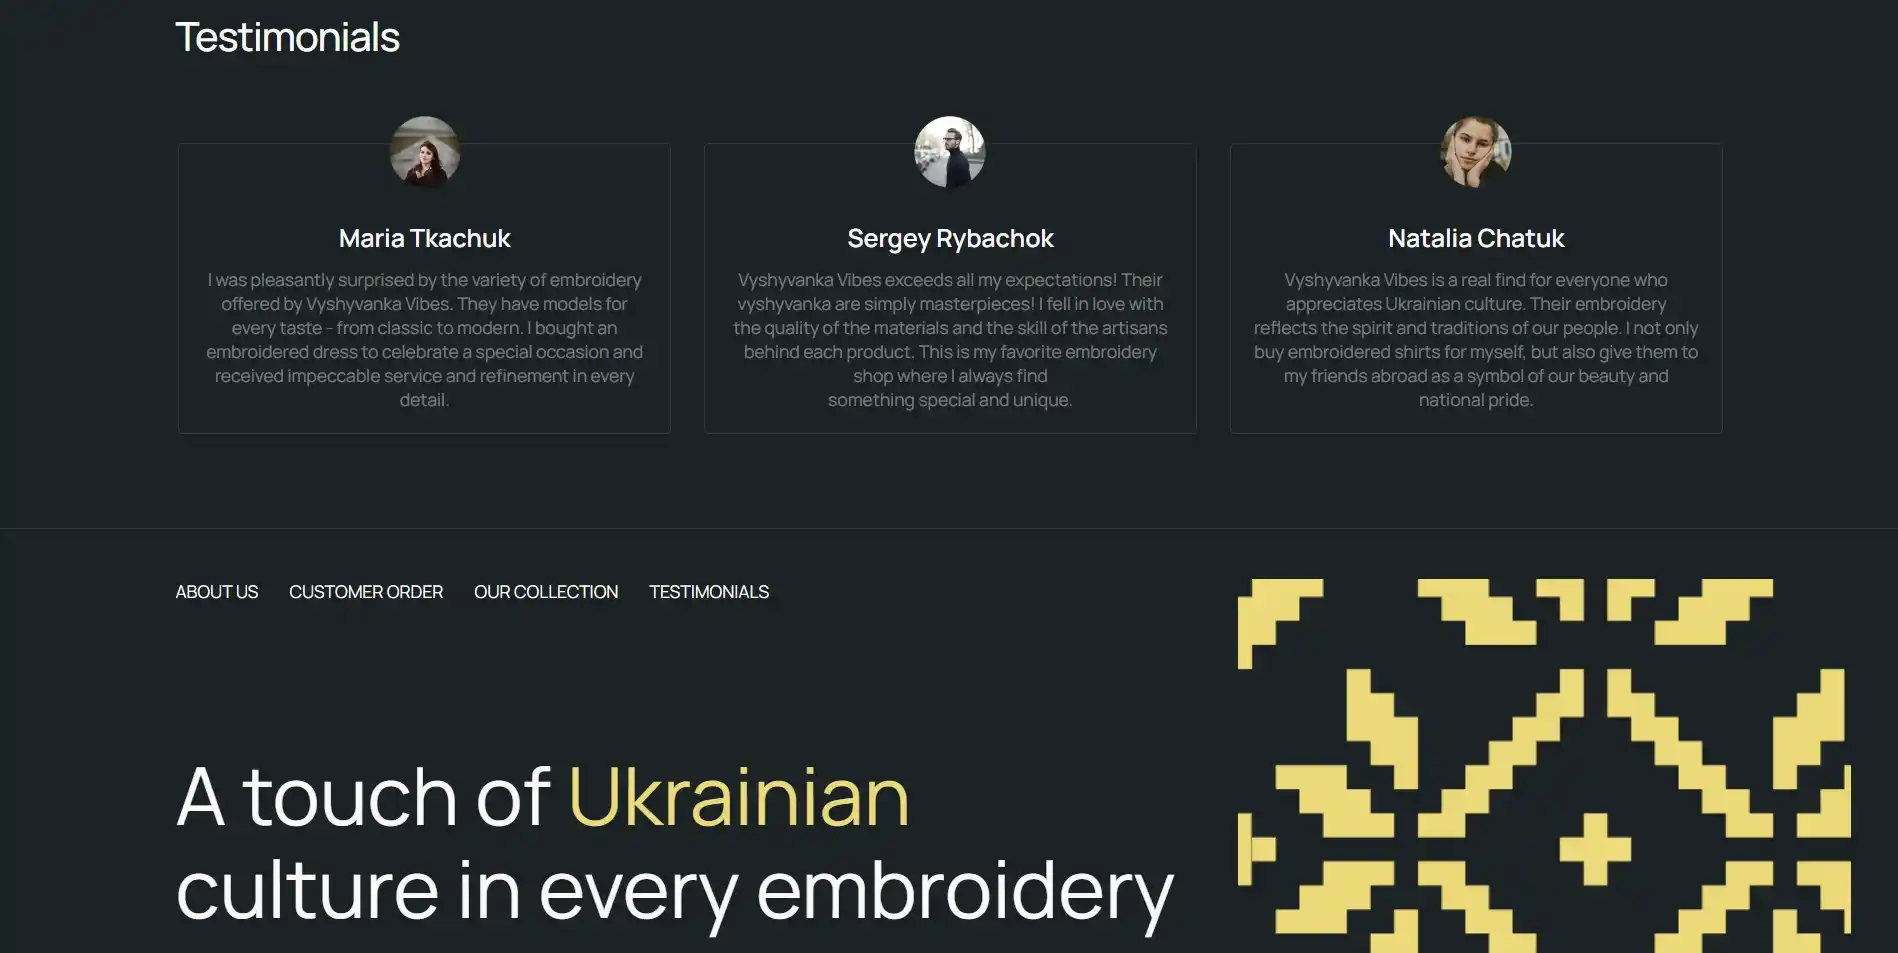 Testimonials
Maria Tkachuk
I was pleasantly surprised by the variety of embroidery
offered by Vyshyvanka Vibes. They have models for
every taste - from classic to modern. I bought an
embroidered dress to celebrate a special occasion and
received impeccable service and refinement in every
detail.
Sergey Rybachok
Vyshyvanka Vibes exceeds all my expectations! Their
vyshyvanka are simply masterpieces! I fell in love with
the quality of the materials and the skill of the artisans
behind each product. This is my favorite embroidery
shop where I always find
something special and unique.
Natalia Chatuk
Vyshyvanka Vibes is a real find for everyone who
appreciates Ukrainian culture. Their embroidery
reflects the spirit and traditions of our people. I not only
buy embroidered shirts for myself, but also give them to
my friends abroad as a symbol of our beauty and
national pride.
ABOUT US CUSTOMER ORDER OUR COLLECTION TESTIMONIALS
A touch of Ukrainian
culture in every embroidery